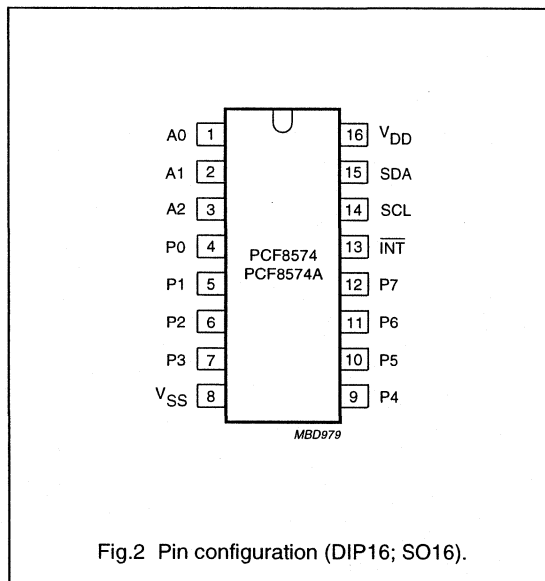 A0 1 16 VDD
A1 2 15 SDA
A2 3 14 SCL
P0 4 13 INT
PCF8574
PCF8574A
P1 5 12 P7
P2 6 11 P6
P3 7 10 P5
VSS 8 9 P4
MBD979
Fig.2 Pin configuration (DIP16; SO16).